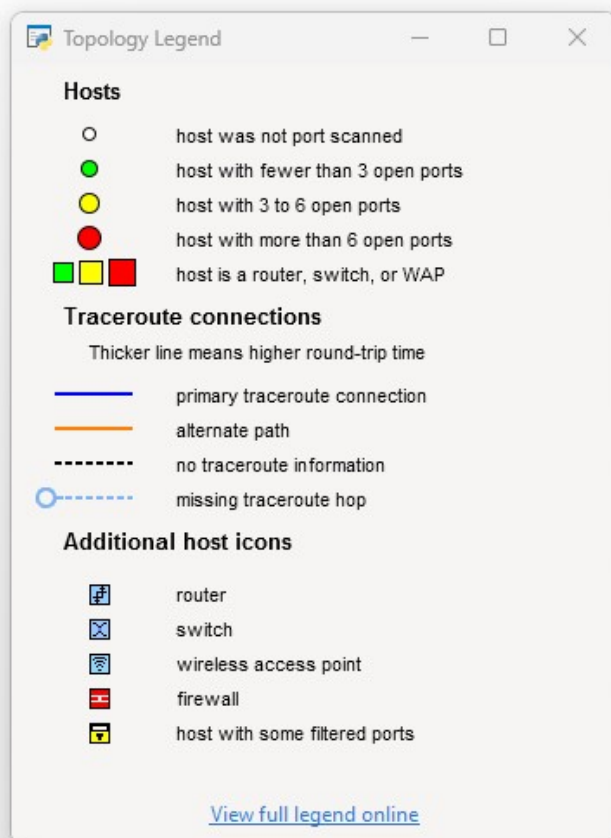 Topology Legend
Hosts
host was not port scanned
host with fewer than 3 open ports
host with 3 to 6 open ports
host with more than 6 open ports
host is a router, switch, or WAP
Traceroute connections
Thicker line means higher round-trip time
primary traceroute connection
alternate path
no traceroute information
missing traceroute hop
Additional host icons
router
switch
wireless access point
firewall
host with some filtered ports
View full legend online